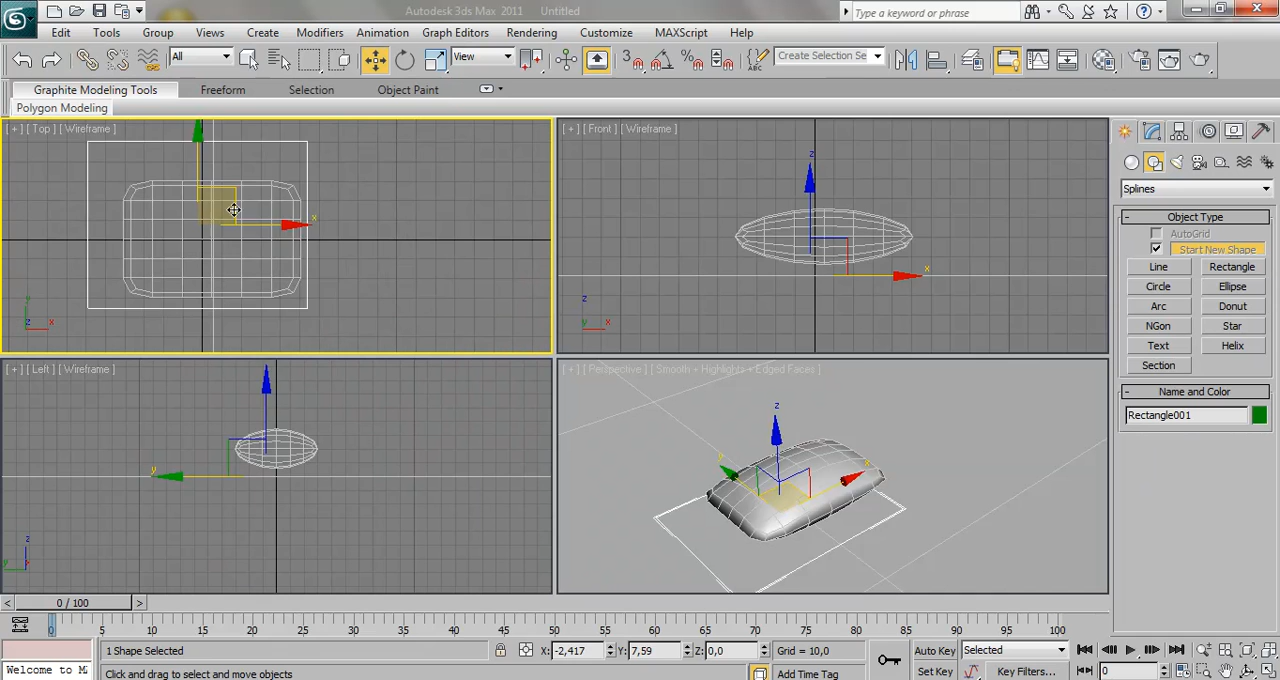 Autodesk 3ds Max 2011 Untitled
Type a keyword or phrase
Edit Tools Group Views Create Modifiers Animation Graph Editors Rendering Customize MAXScript Help
All View 3 Create Selection Se
Graphite Modeling Tools Freeform Selection Object Paint
Polygon Modeling
[ + ] [ Top ] [ Wireframe ] [ + ] [ Front ] [ Wireframe ]
Splines
Object Type
AutoGrid
Start New Shape
Line Rectangle
Circle Ellipse
Arc Donut
NGon Star
Text Helix
Section
[ + ] [ Left ] [ Wireframe ] [ + ] [ Perspective ] [ Smooth + Highlights + Edged Faces ]
Name and Color
Rectangle001
x
z
x
y
z x
z
y
z
x
y
z
y
x
z
y
< 0 / 100 >
0 5 10 15 20 25 30 35 40 45 50 55 60 65 70 75 80 85 90 95 100
1 Shape Selected X: -2,417 Y: 7,59 Z: 0,0 Grid = 10,0 Auto Key Selected
Welcome to M Click and drag to select and move objects Add Time Tag Set Key Key Filters... 0